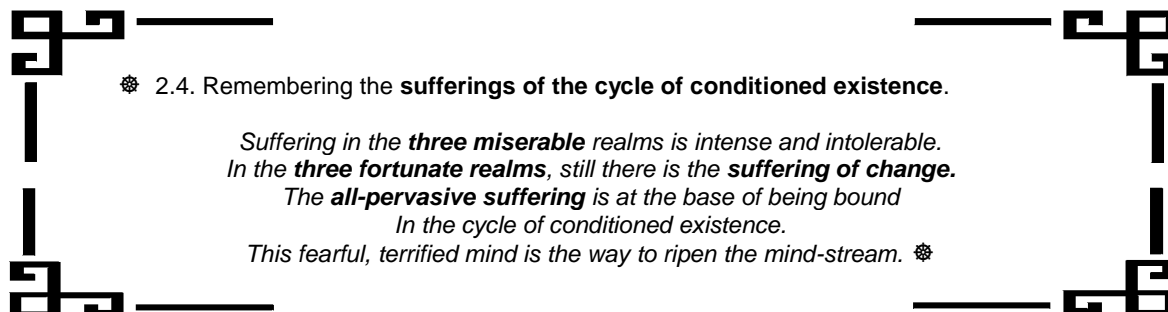 ☸ 2.4. Remembering the sufferings of the cycle of conditioned existence.
Suffering in the three miserable realms is intense and intolerable.
In the three fortunate realms, still there is the suffering of change.
The all-pervasive suffering is at the base of being bound
In the cycle of conditioned existence.
This fearful, terrified mind is the way to ripen the mind-stream. ☸